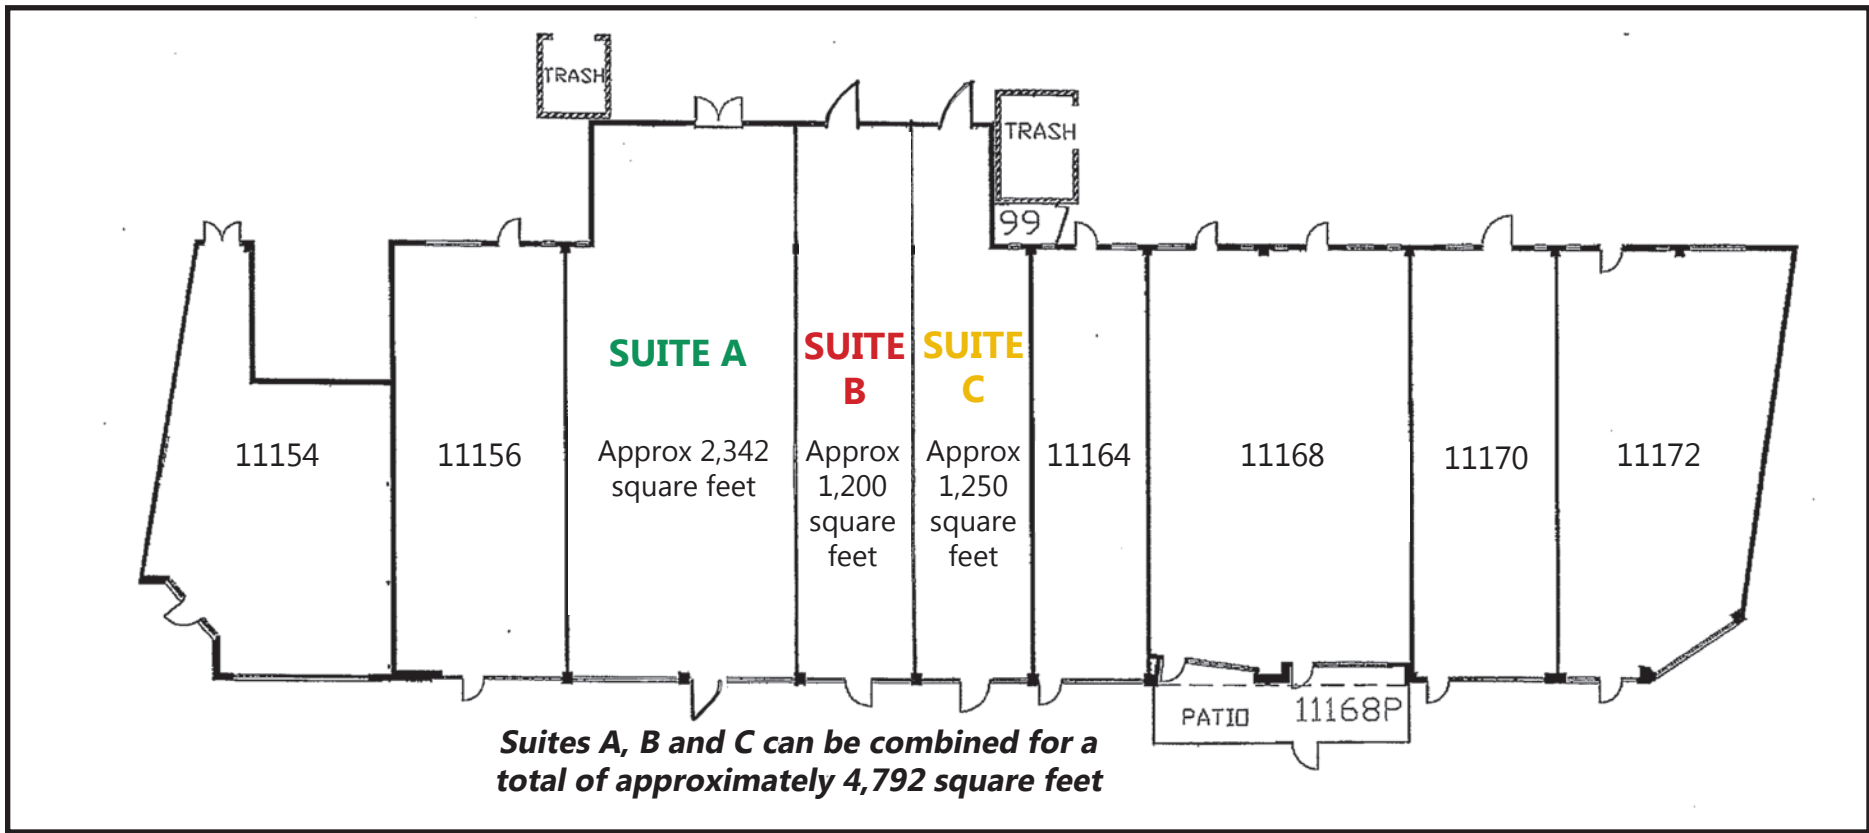 TRASH
TRASH
99
SUITE A
SUITE
B
SUITE
C
11154
11156
Approx 2,342
square feet
Approx
1,200
square
feet
Approx
1,250
square
feet
11164
11168
11170
11172
PATIO
11168P
Suites A, B and C can be combined for a
total of approximately 4,792 square feet